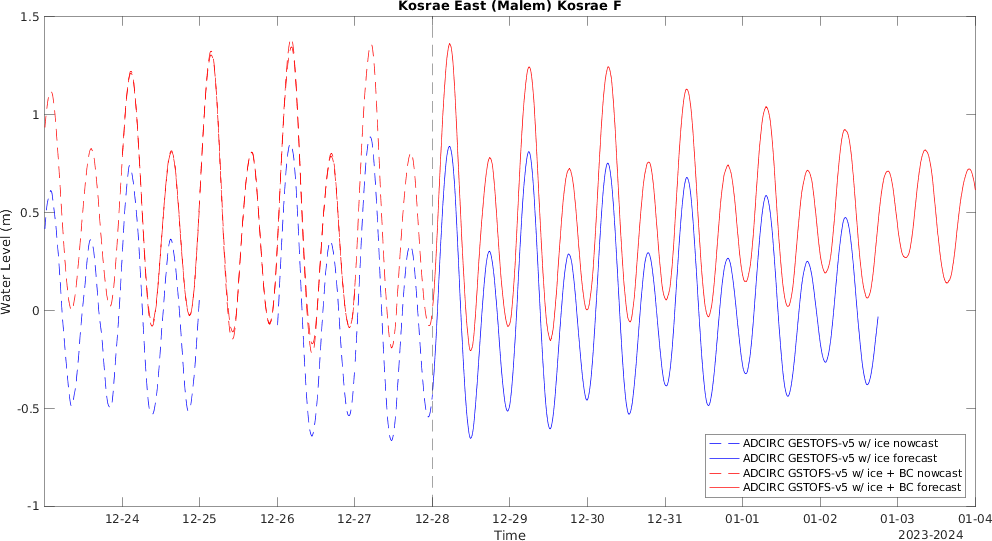 Kosrae East (Malem) Kosrae F
1.5
1
0.5
0
-0.5
-1
Water Level (m)
12-24
12-25
12-26
12-27
12-28
12-29
12-30
12-31
01-01
01-02
01-03
01-04
Time
2023-2024
ADCIRC GESTOFS-v5 w/ ice nowcast
ADCIRC GESTOFS-v5 w/ ice forecast
ADCIRC GSTOFS-v5 w/ ice + BC nowcast
ADCIRC GSTOFS-v5 w/ ice + BC forecast